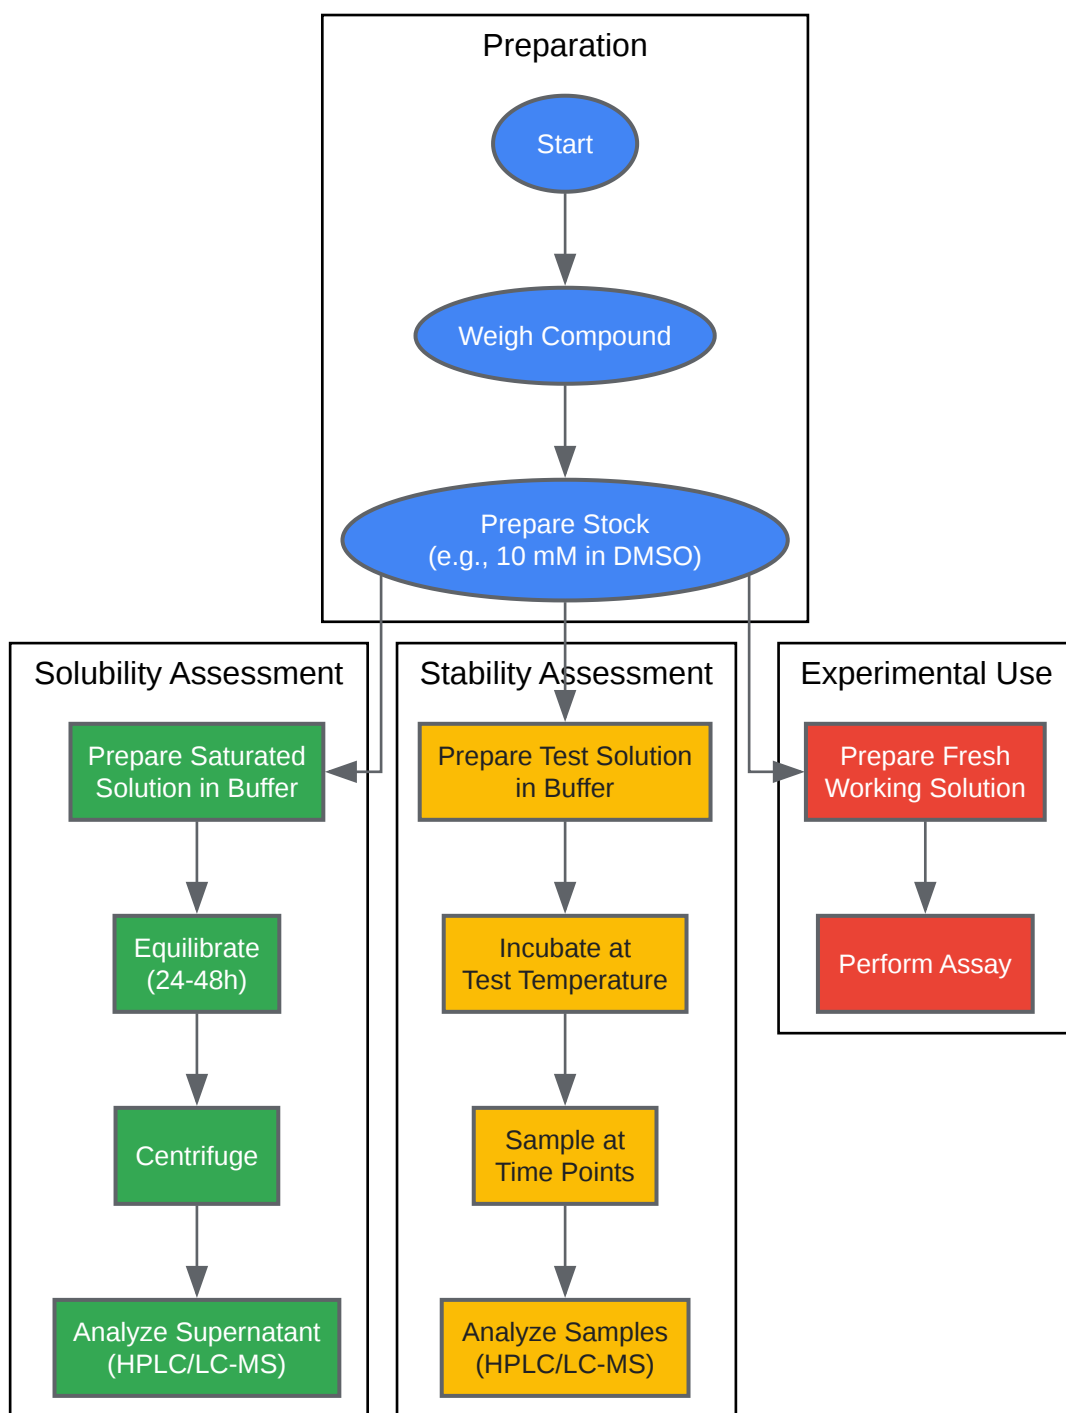 Preparation
Start
Weigh Compound
Prepare Stock
(e.g., 10 mM in DMSO)
Solubility Assessment
Prepare Saturated
Solution in Buffer
Equilibrate
(24-48h)
Centrifuge
Analyze Supernatant
(HPLC/LC-MS)
Stability Assessment
Prepare Test Solution
in Buffer
Incubate at
Test Temperature
Sample at
Time Points
Analyze Samples
(HPLC/LC-MS)
Experimental Use
Prepare Fresh
Working Solution
Perform Assay